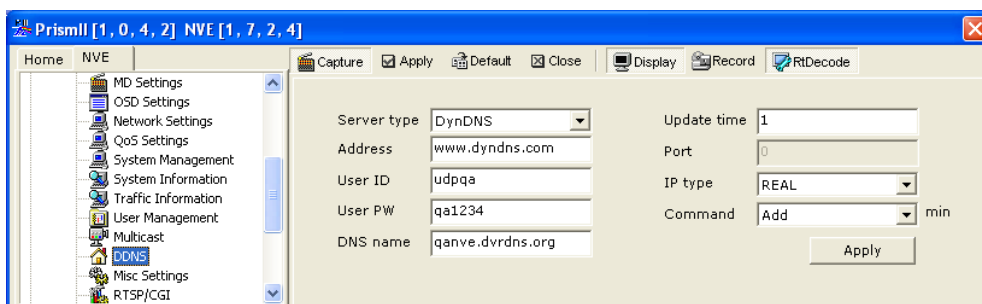 PrismII [1, 0, 4, 2] NVE [1, 7, 2, 4]
Home NVE
Capture Apply Default Close Display Record RtDecode
MD Settings
OSD Settings
Network Settings
QoS Settings
System Management
System Information
Traffic Information
User Management
Multicast
DDNS
Misc Settings
RTSP/CGI
Server type DynDNS
Address www.dyndns.com
User ID udpqa
User PW qa1234
DNS name qanve.dvrdns.org
Update time 1
Port 0
IP type REAL
Command Add min
Apply